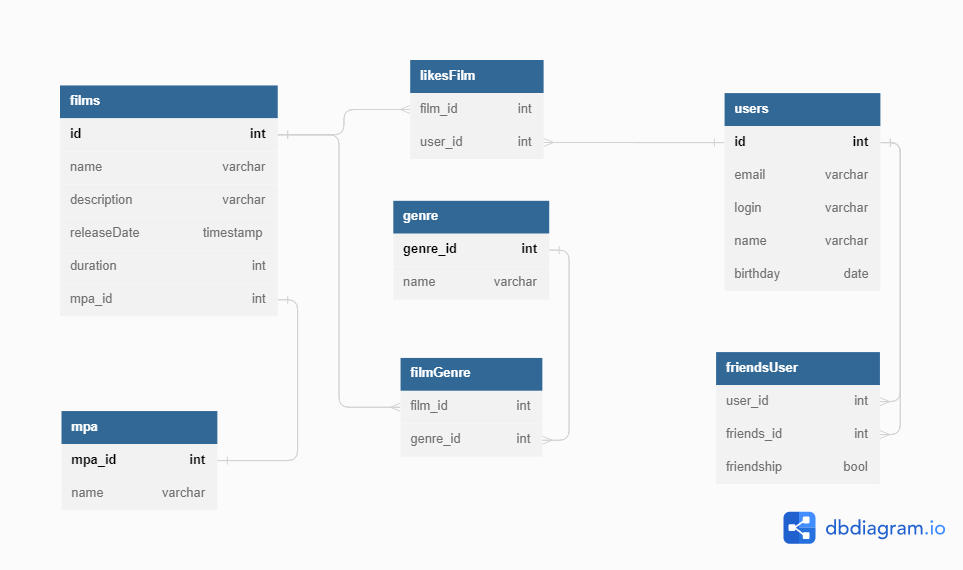 films
id int
name varchar
description varchar
releaseDate timestamp
duration int
mpa_id int
mpa
mpa_id int
name varchar
likesFilm
film_id int
user_id int
genre
genre_id int
name varchar
filmGenre
film_id int
genre_id int
users
id int
email varchar
login varchar
name varchar
birthday date
friendsUser
user_id int
friends_id int
friendship bool
dbdiagram.io